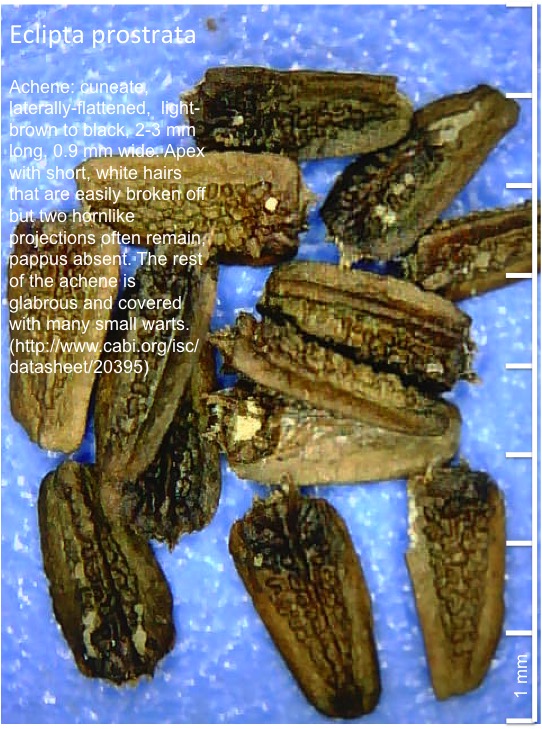 Eclipta prostrata
Achene: cuneate,
laterally-flattened, light-
brown to black, 2-3 mm
long, 0.9 mm wide. Apex
with short, white hairs
that are easily broken off
but two hornlike
projections often remain,
pappus absent. The rest
of the achene is
glabrous and covered
with many small warts.
(http://www.cabi.org/isc/
datasheet/20395)
1 mm